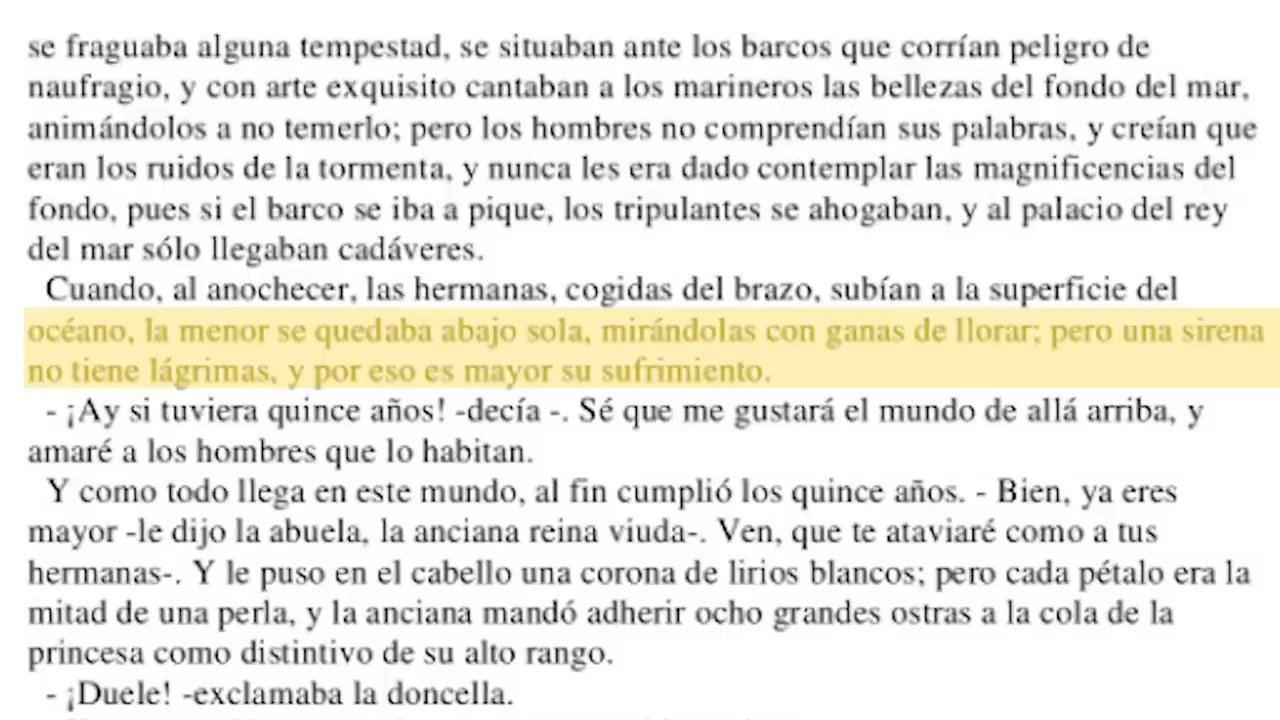 se fraguaba alguna tempestad, se situaban ante los barcos que corrían peligro de
naufragio, y con arte exquisito cantaban a los marineros las bellezas del fondo del mar,
animándolos a no temerlo; pero los hombres no comprendían sus palabras, y creían que
eran los ruidos de la tormenta, y nunca les era dado contemplar las magnificencias del
fondo, pues si el barco se iba a pique, los tripulantes se ahogaban, y al palacio del rey
del mar sólo llegaban cadáveres.
Cuando, al anochecer, las hermanas, cogidas del brazo, subían a la superficie del
océano, la menor se quedaba abajo sola, mirándolas con ganas de llorar; pero una sirena
no tiene lágrimas, y por eso es mayor su sufrimiento.
- ¡Ay si tuviera quince años! -decía -. Sé que me gustará el mundo de allá arriba, y
amaré a los hombres que lo habitan.
Y como todo llega en este mundo, al fin cumplió los quince años. - Bien, ya eres
mayor -le dijo la abuela, la anciana reina viuda-. Ven, que te ataviaré como a tus
hermanas-. Y le puso en el cabello una corona de lirios blancos; pero cada pétalo era la
mitad de una perla, y la anciana mandó adherir ocho grandes ostras a la cola de la
princesa como distintivo de su alto rango.
- ¡Duele! -exclamaba la doncella.